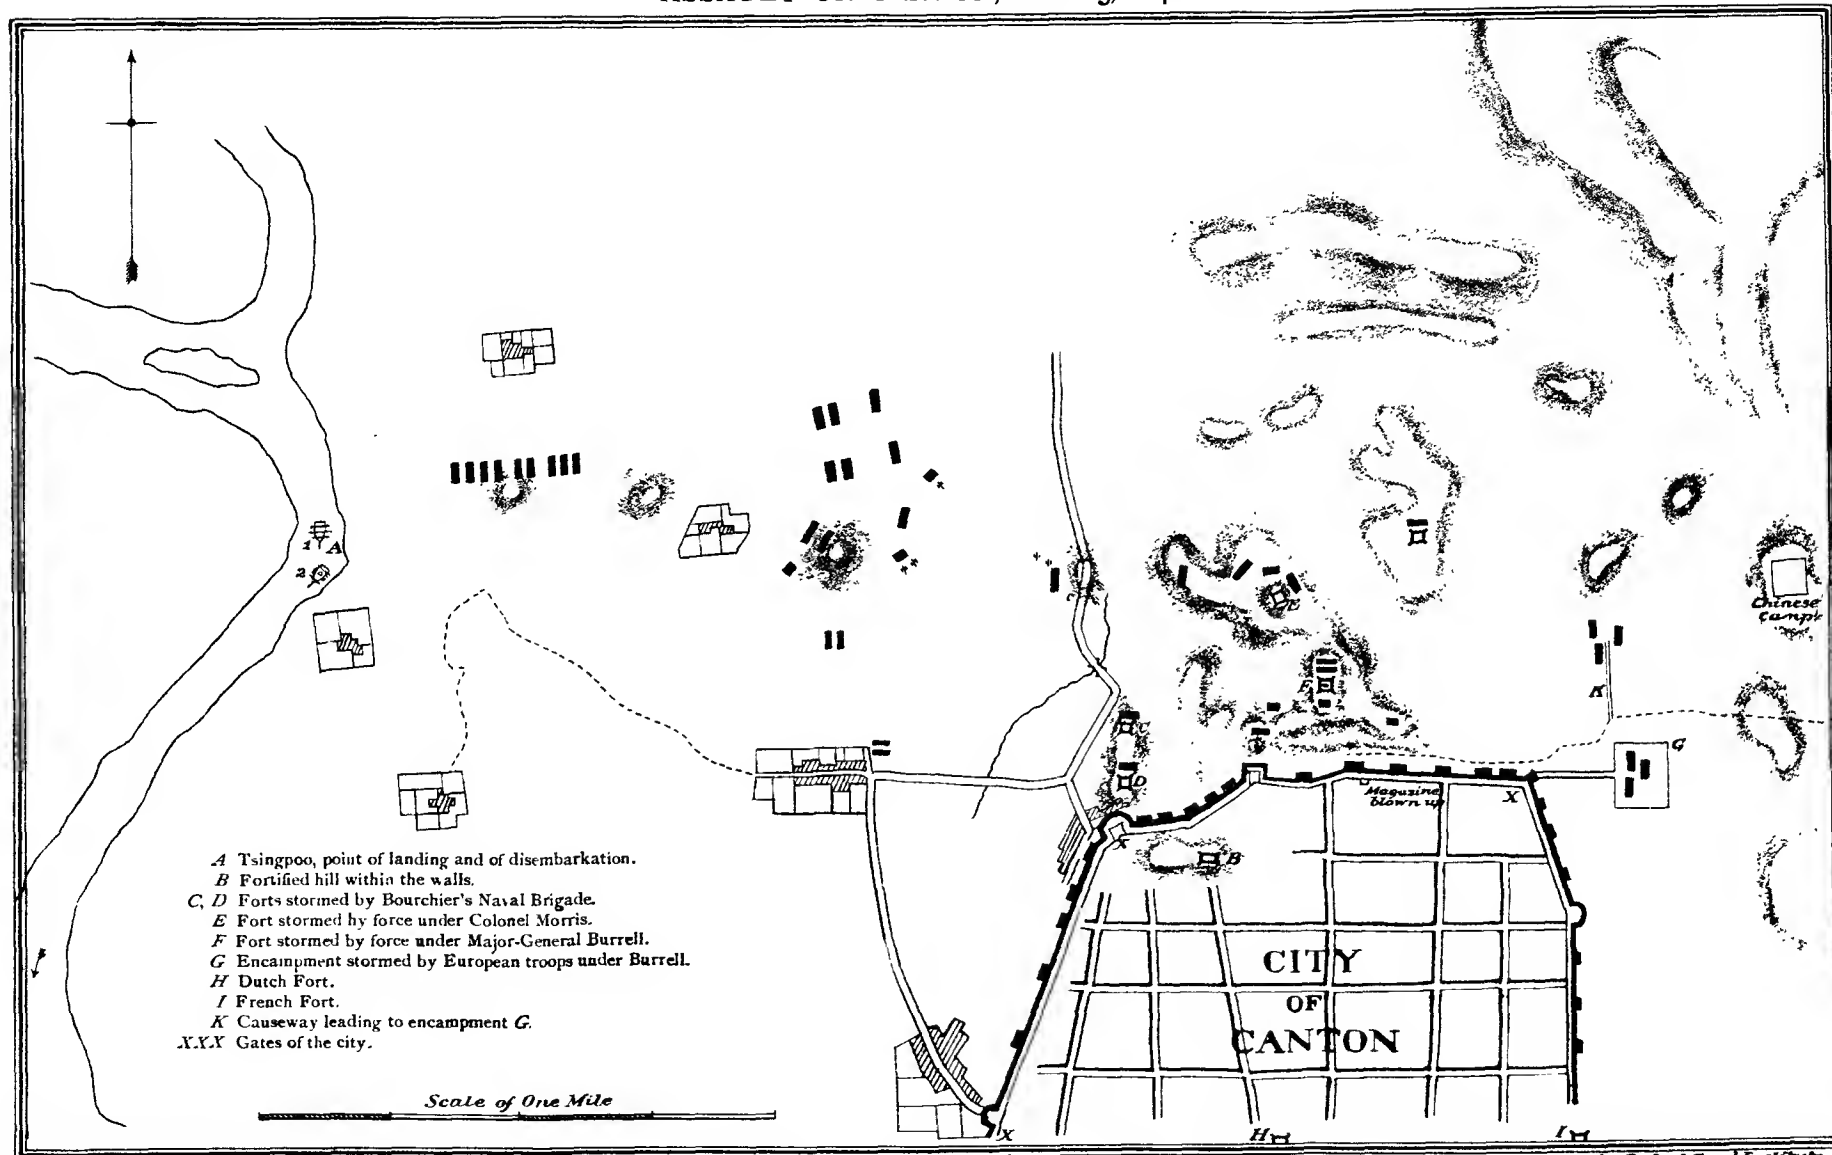 1 A
2
C
E
Chinese
Camp
K
F
C
G
D
Magazine
blown up
X
X
B
A Tsingpoo, point of landing and of disembarkation.
B Fortified hill within the walls.
C, D Forts stormed by Bourchier's Naval Brigade.
E Fort stormed by force under Colonel Morris.
F Fort stormed by force under Major-General Burrell.
G Encampment stormed by European troops under Burrell.
H Dutch Fort.
I French Fort.
K Causeway leading to encampment G.
X.X.X Gates of the city.
CITY
OF
CANTON
Scale of One Mile
X
H
I